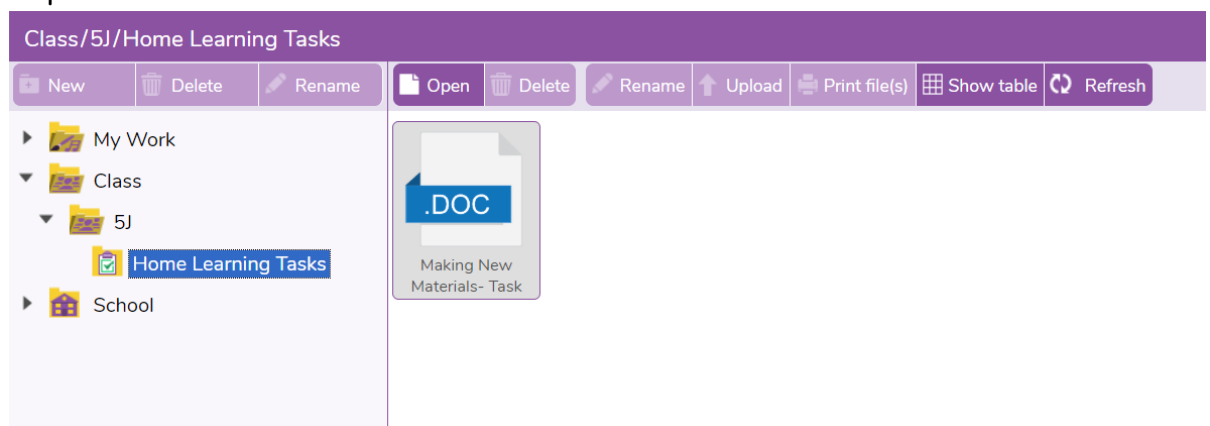 Class/5J/Home Learning Tasks
New Delete Rename Open Delete Rename Upload Print file(s) Show table Refresh
My Work
Class
5J
Home Learning Tasks
School
.DOC
Making New
Materials- Task